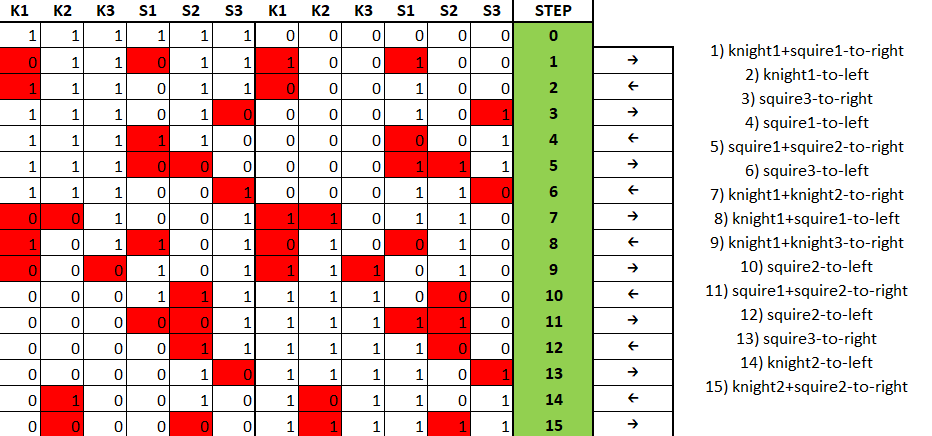 K1 K2 K3 S1 S2 S3 K1 K2 K3 S1 S2 S3 STEP
1 1 1 1 1 1 0 0 0 0 0 0 0
0 1 1 0 1 1 1 0 0 1 0 0 1 →
1 1 1 0 1 1 0 0 0 1 0 0 2 ←
1 1 1 0 1 0 0 0 0 1 0 1 3 →
1 1 1 1 1 0 0 0 0 0 0 1 4 ←
1 1 1 0 0 0 0 0 0 1 1 1 5 →
1 1 1 0 0 1 0 0 0 1 1 0 6 ←
0 0 1 0 0 1 1 1 0 1 1 0 7 →
1 0 1 1 0 1 0 1 0 0 1 0 8 ←
0 0 0 1 0 1 1 1 1 0 1 0 9 →
0 0 0 1 1 1 1 1 1 0 0 0 10 ←
0 0 0 0 0 1 1 1 1 1 1 0 11 →
0 0 0 0 1 1 1 1 1 1 0 0 12 ←
0 0 0 0 1 0 1 1 1 1 0 1 13 →
0 1 0 0 1 0 1 0 1 1 0 1 14 ←
0 0 0 0 0 0 1 1 1 1 1 1 15 →
1) knight1+squire1-to-right
2) knight1-to-left
3) squire3-to-right
4) squire1-to-left
5) squire1+squire2-to-right
6) squire3-to-left
7) knight1+knight2-to-right
8) knight1+squire1-to-left
9) knight1+knight3-to-right
10) squire2-to-left
11) squire1+squire2-to-right
12) squire2-to-left
13) squire3-to-right
14) knight2-to-left
15) knight2+squire2-to-right